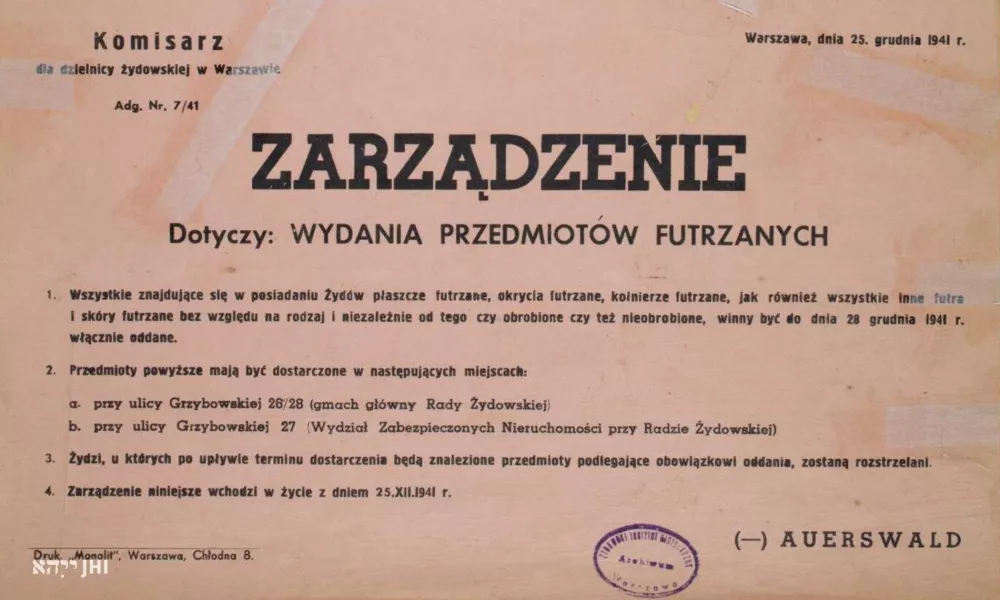 Komisarz
dla dzielnicy żydowskiej w Warszawie
Adg. Nr. 7/41
Warszawa, dnia 25. grudnia 1941 r.
ZARZĄDZENIE
Dotyczy: WYDANIA PRZEDMIOTÓW FUTRZANYCH
1. Wszystkie znajdujące się w posiadaniu Żydów płaszcze futrzane, okrycia futrzane, kołnierze futrzane, jak również wszystkie inne futra
i skóry futrzane bez względu na rodzaj i niezależnie od tego czy obrobione czy też nieobrobione, winny być do dnia 28 grudnia 1941 r.
włącznie oddane.
2. Przedmioty powyższe mają być dostarczone w następujących miejscach:
a. przy ulicy Grzybowskiej 26/28 (gmach główny Rady Żydowskiej)
b. przy ulicy Grzybowskiej 27 (Wydział Zabezpieczonych Nieruchomości przy Radzie Żydowskiej)
3. Żydzi, u których po upływie terminu dostarczenia będą znalezione przedmioty podlegające obowiązkowi oddania, zostaną rozstrzelani.
4. Zarządzenie niniejsze wchodzi w życie z dniem 25.XII.1941 r.
(—) AUERSWALD
Druk. „Monolit", Warszawa, Chłodna 8.
ŻYDOWSKI INSTYTUT HISTORYCZNY
Archiwum
Warszawa